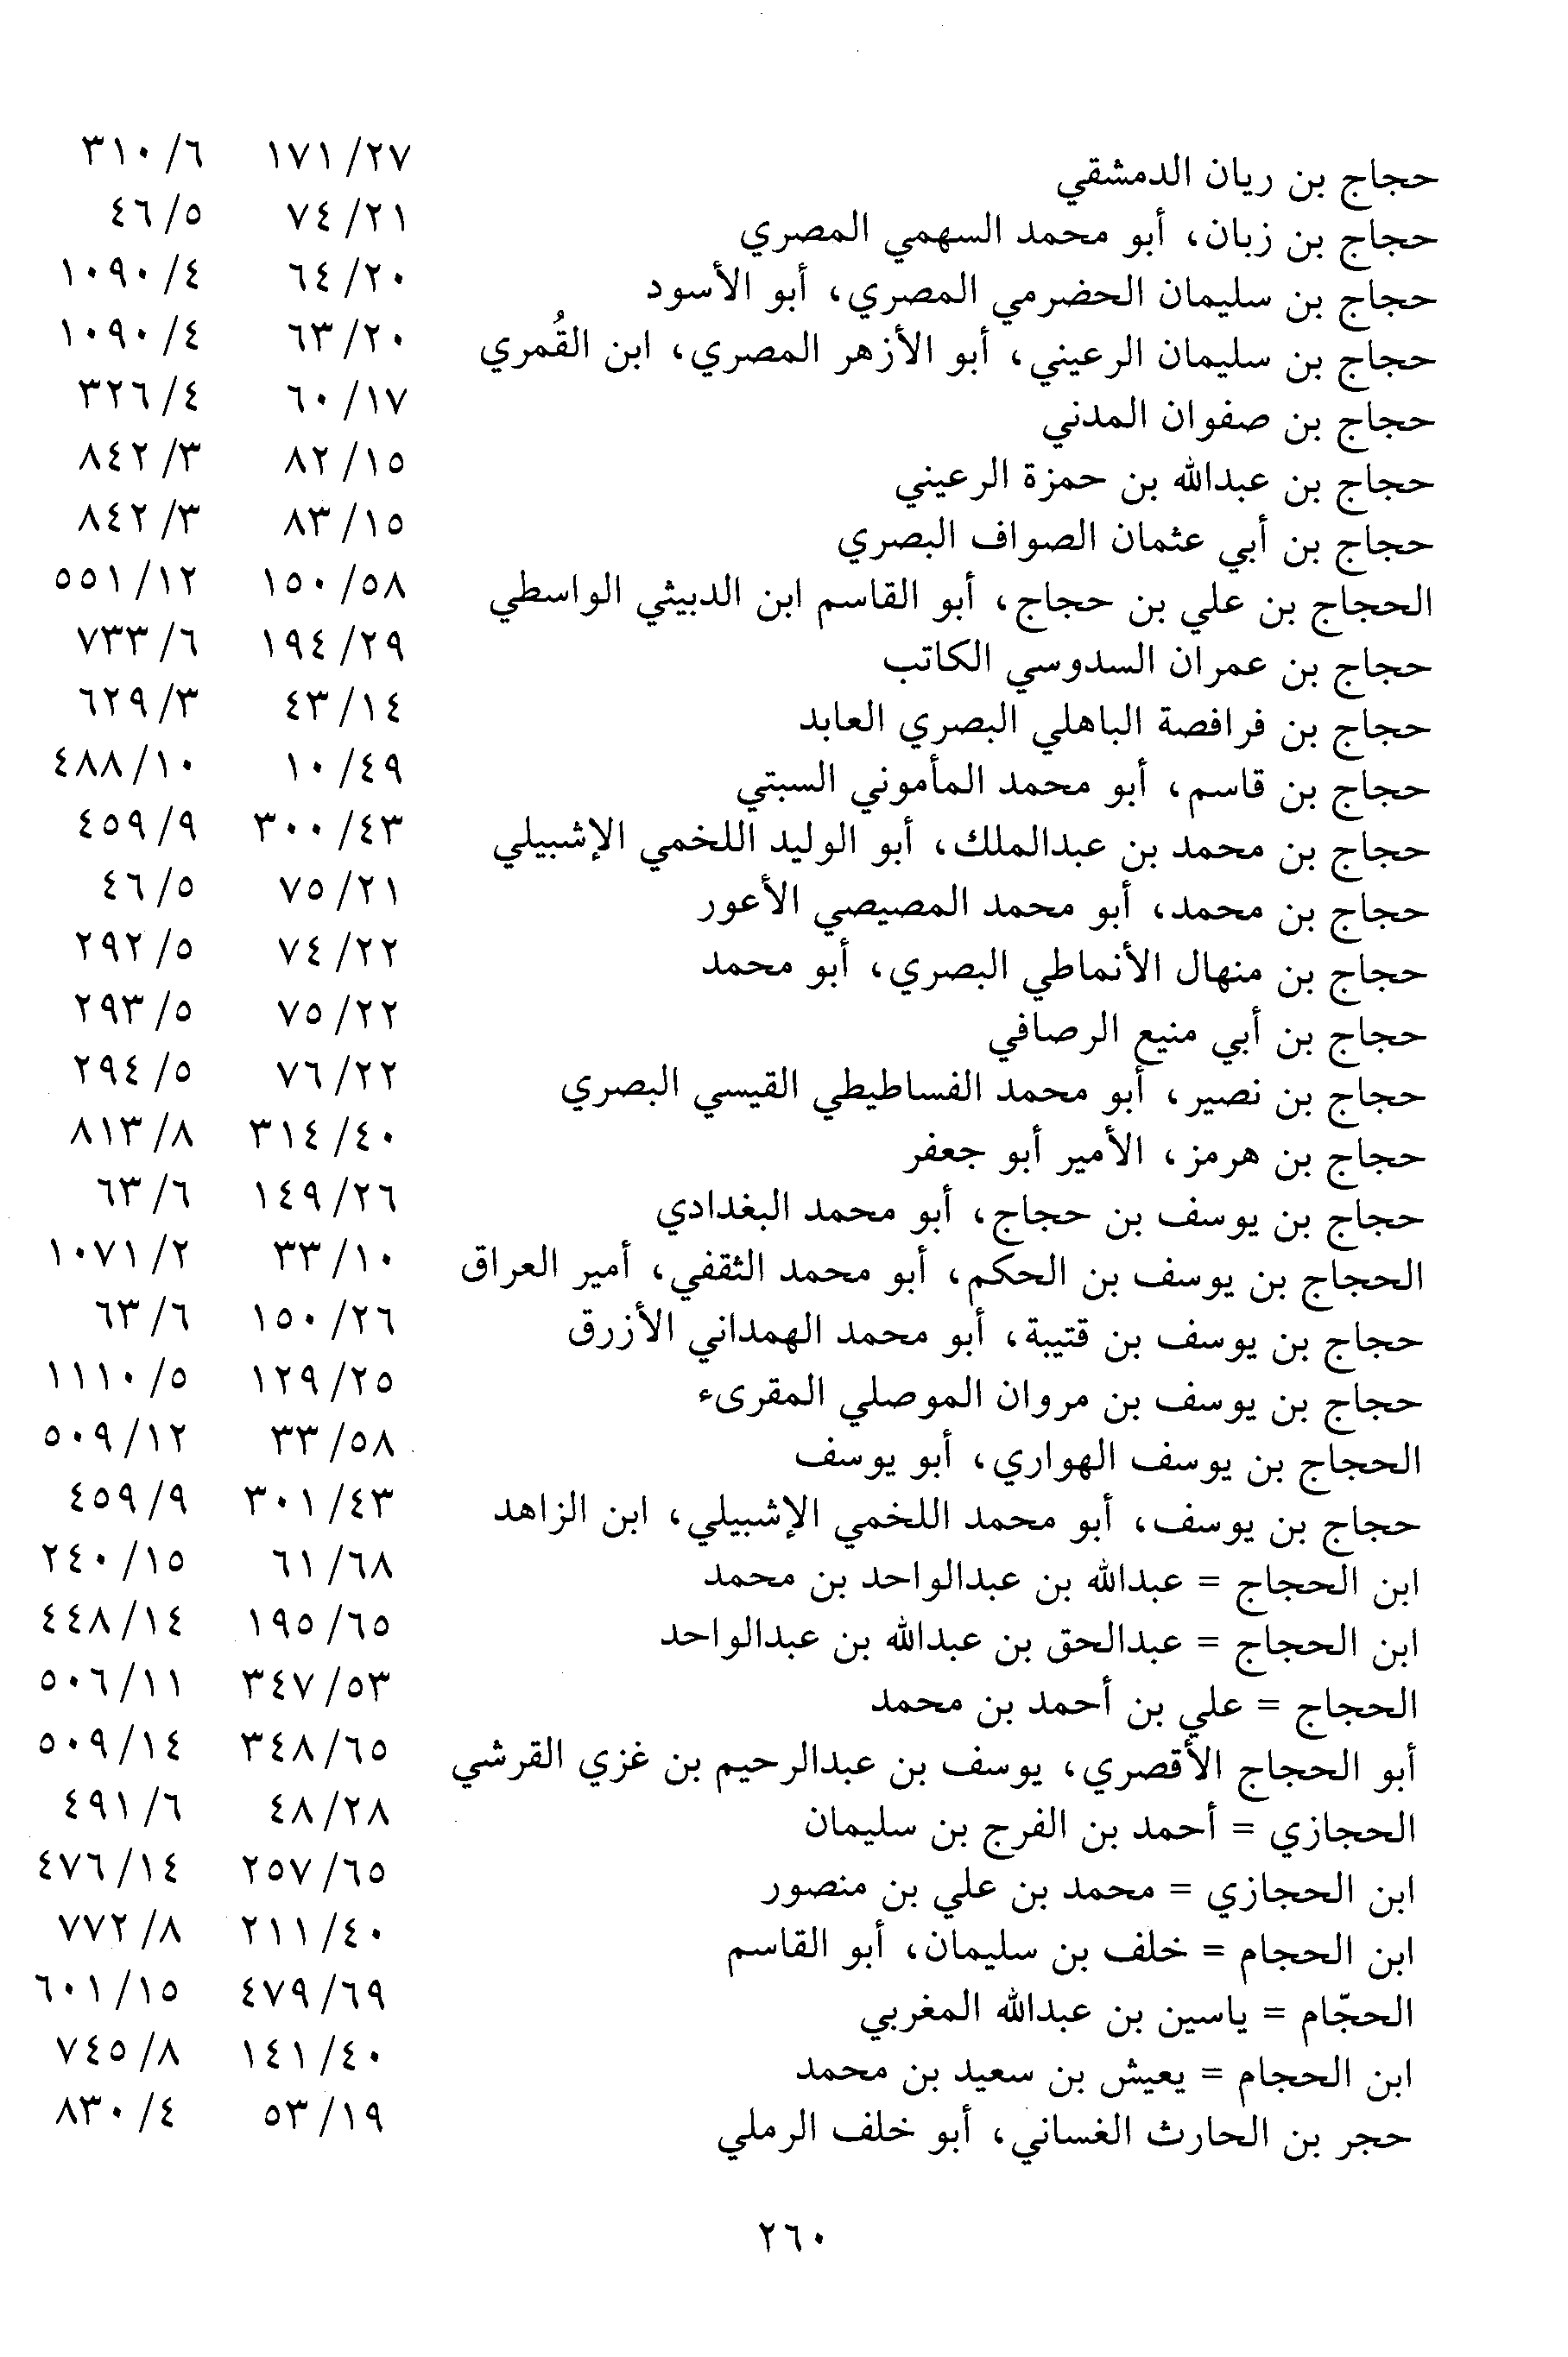 حجاج بن ريان الدمشقي ٢٧/ ١٧١ ٦/ ٣١٠
حجاج بن زبان، أبو محمد السهمي المصري ٢١/ ٧٤ ٥/ ٤٦
حجاج بن سليمان الحضرمي المصري، أبو الأسود ٢٠/ ٦٤ ٤/ ١٠٩٠
حجاج بن سليمان الرعيني، أبو الأزهر المصري، ابن القُمري ٢٠/ ٦٣ ٤/ ١٠٩٠
حجاج بن صفوان المدني ١٧/ ٦٠ ٤/ ٣٢٦
حجاج بن عبدالله بن حمزة الرعيني ١٥/ ٨٢ ٣/ ٨٤٢
حجاج بن أبي عثمان الصواف البصري ١٥/ ٨٣ ٣/ ٨٤٢
الحجاج بن علي بن حجاج، أبو القاسم ابن الدبيثي الواسطي ٥٨/ ١٥٠ ١٢/ ٥٥١
حجاج بن عمران السدوسي الكاتب ٢٩/ ١٩٤ ٦/ ٧٣٣
حجاج بن فرافصة الباهلي البصري العابد ١٤/ ٤٣ ٣/ ٦٢٩
حجاج بن قاسم، أبو محمد المأموني السبتي ٤٩/ ١٠ ١٠/ ٤٨٨
حجاج بن محمد بن عبدالملك، أبو الوليد اللخمي الإشبيلي ٤٣/ ٣٠٠ ٩/ ٤٥٩
حجاج بن محمد، أبو محمد المصيصي الأعور ٢١/ ٧٥ ٥/ ٤٦
حجاج بن منهال الأنماطي البصري، أبو محمد ٢٢/ ٧٤ ٥/ ٢٩٢
حجاج بن أبي منيع الرصافي ٢٢/ ٧٥ ٥/ ٢٩٣
حجاج بن نصير، أبو محمد الفساطيطي القيسي البصري ٢٢/ ٧٦ ٥/ ٢٩٤
حجاج بن هرمز، الأمير أبو جعفر ٤٠/ ٣١٤ ٨/ ٨١٣
حجاج بن يوسف بن حجاج، أبو محمد البغدادي ٢٦/ ١٤٩ ٦/ ٦٣
الحجاج بن يوسف بن الحكم، أبو محمد الثقفي، أمير العراق ١٠/ ٣٣ ٢/ ١٠٧١
حجاج بن يوسف بن قتيبة، أبو محمد الهمداني الأزرق ٢٦/ ١٥٠ ٦/ ٦٣
حجاج بن يوسف بن مروان الموصلي المقرىء ٢٥/ ١٢٩ ٥/ ١١١٠
الحجاج بن يوسف الهواري، أبو يوسف ٥٨/ ٣٣ ١٢/ ٥٠٩
حجاج بن يوسف، أبو محمد اللخمي الإشبيلي، ابن الزاهد ٤٣/ ٣٠١ ٩/ ٤٥٩
ابن الحجاج = عبدالله بن عبدالواحد بن محمد ٦٨/ ٦١ ١٥/ ٢٤٠
ابن الحجاج = عبدالحق بن عبدالله بن عبدالواحد ٦٥/ ١٩٥ ١٤/ ٤٤٨
الحجاج = علي بن أحمد بن محمد ٥٣/ ٣٤٧ ١١/ ٥٠٦
أبو الحجاج الأقصري، يوسف بن عبدالرحيم بن غزي القرشي ٦٥/ ٣٤٨ ١٤/ ٥٠٩
الحجازي = أحمد بن الفرج بن سليمان ٢٨/ ٤٨ ٦/ ٤٩١
ابن الحجازي = محمد بن علي بن منصور ٦٥/ ٢٥٧ ١٤/ ٤٧٦
ابن الحجام = خلف بن سليمان، أبو القاسم ٤٠/ ٢١١ ٨/ ٧٧٢
الحجّام = ياسين بن عبدالله المغربي ٦٩/ ٤٧٩ ١٥/ ٦٠١
ابن الحجام = يعيش بن سعيد بن محمد ٤٠/ ١٤١ ٨/ ٧٤٥
حجر بن الحارث الغساني، أبو خلف الرملي ١٩/ ٥٣ ٤/ ٨٣٠
٢٦٠